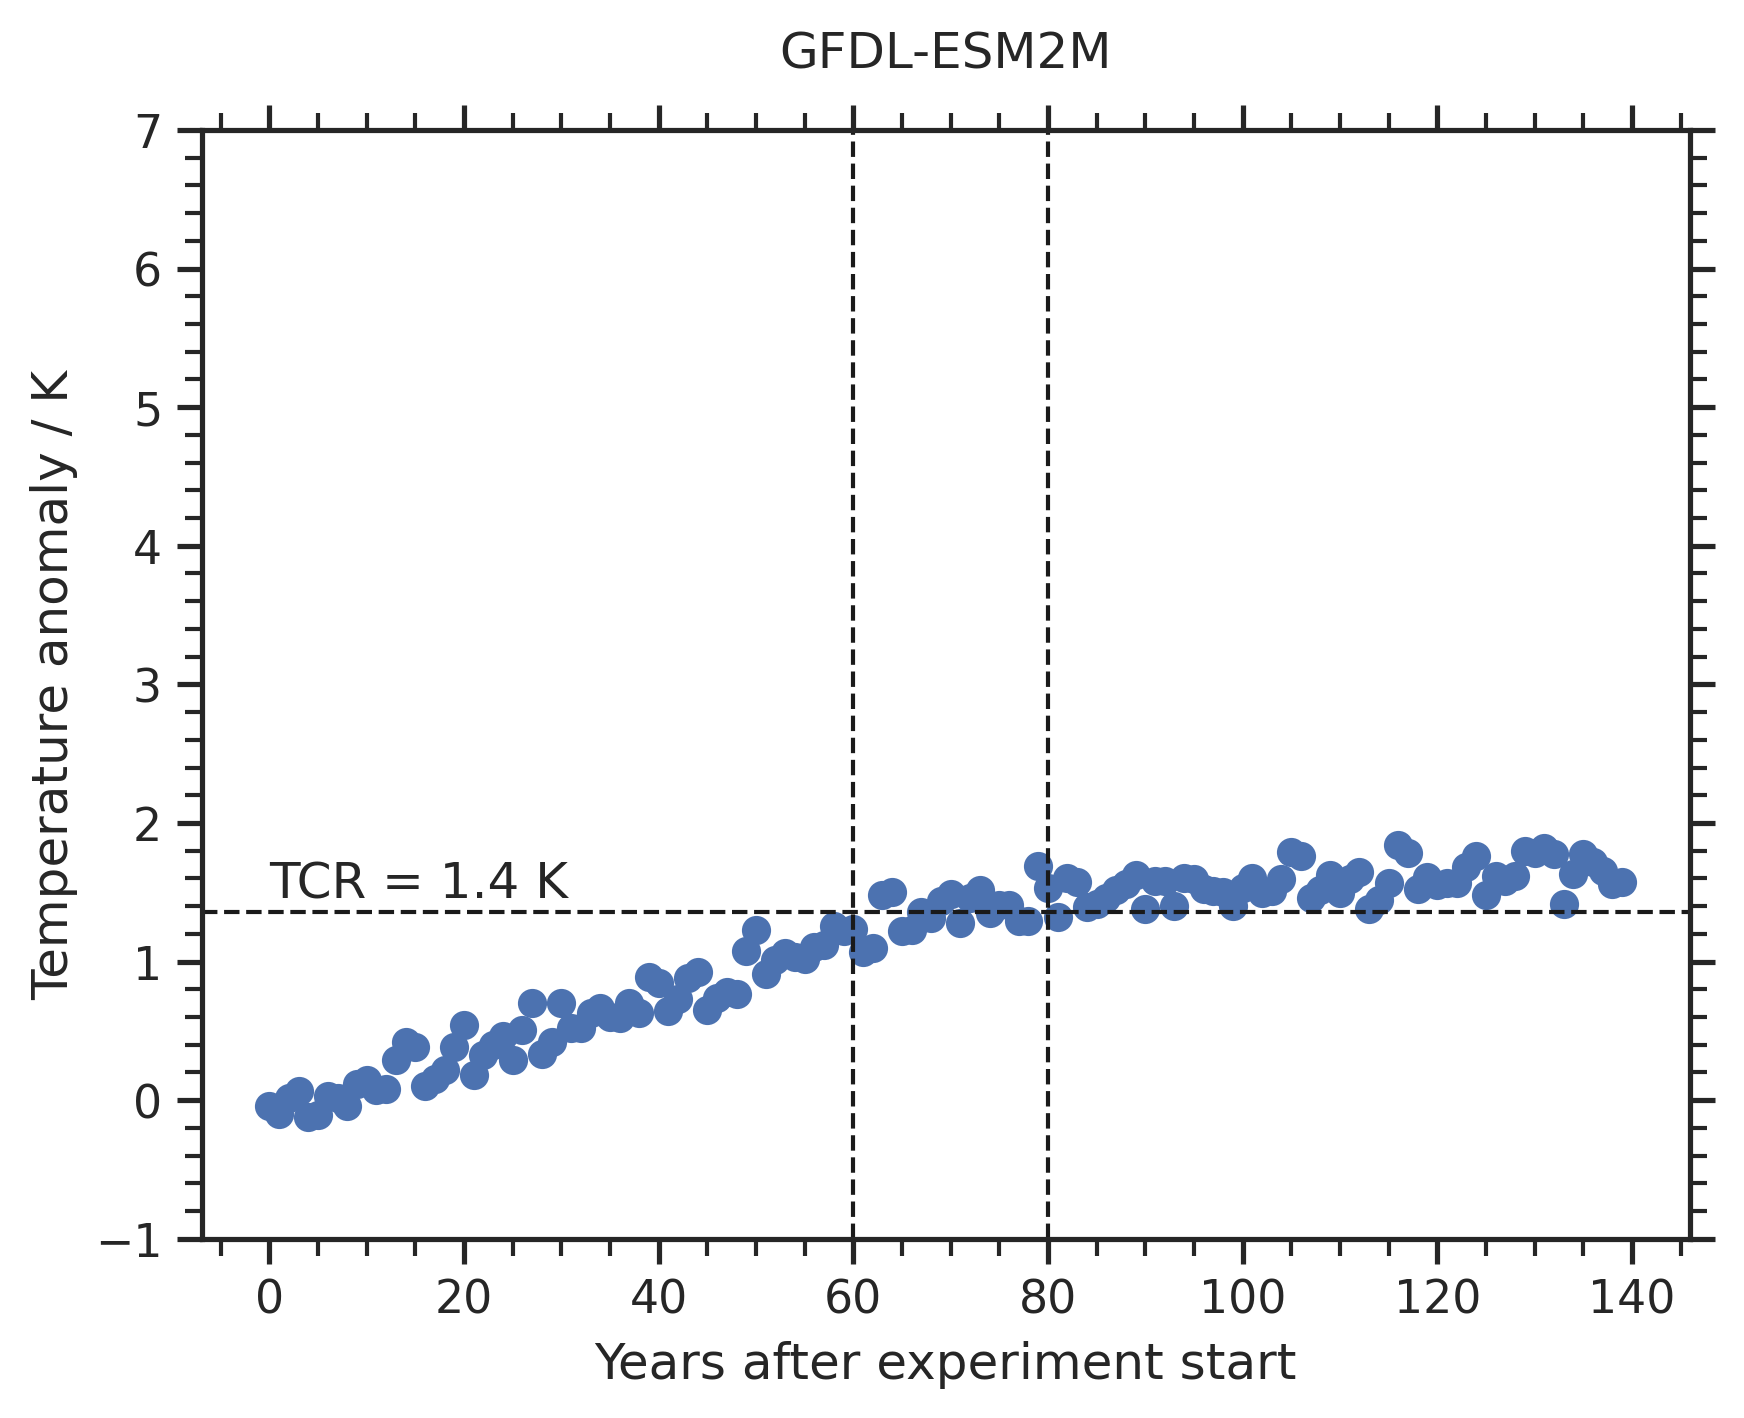 GFDL-ESM2M
7
6
5
4
3
2
1
0
−1
Temperature anomaly / K
TCR = 1.4 K
0 20 40 60 80 100 120 140
Years after experiment start